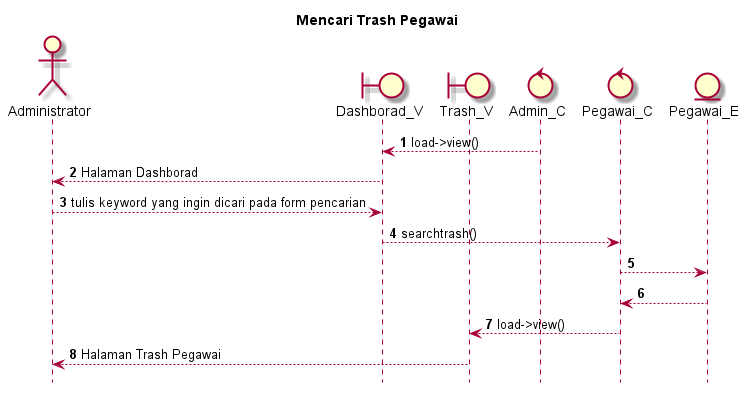 Mencari Trash Pegawai
Administrator
Dashborad_V
Trash_V
Admin_C
Pegawai_C
Pegawai_E
1 load->view()
2 Halaman Dashborad
3 tulis keyword yang ingin dicari pada form pencarian
4 searchtrash()
5
6
7 load->view()
8 Halaman Trash Pegawai